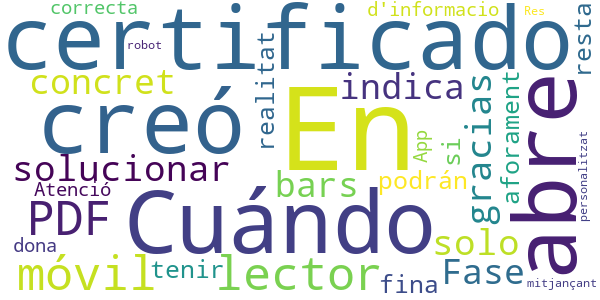 correcta d'informacio Res
certificado
robot
concret realitat indica resta
creó En abre
solucionar gracias aforament si App
bars podrán
Atenció PDF Cuándo personalitzat
dona solo
móvil tenir lector fina Fase mitjançant